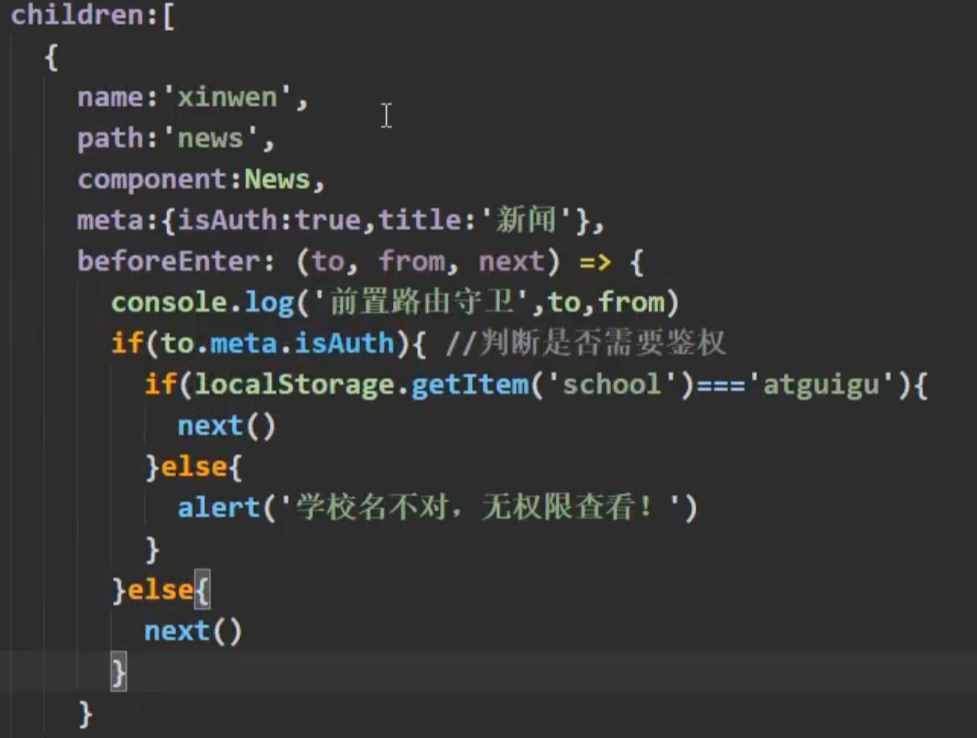 children:[
{
name:'xinwen',
path:'news',
component:News,
meta:{isAuth:true,title:'新闻'},
beforeEnter: (to, from, next) => {
console.log('前置路由守卫',to,from)
if(to.meta.isAuth){ //判断是否需要鉴权
if(localStorage.getItem('school')==='atguigu'){
next()
}else{
alert('学校名不对，无权限查看！')
}
}else{
next()
}
}